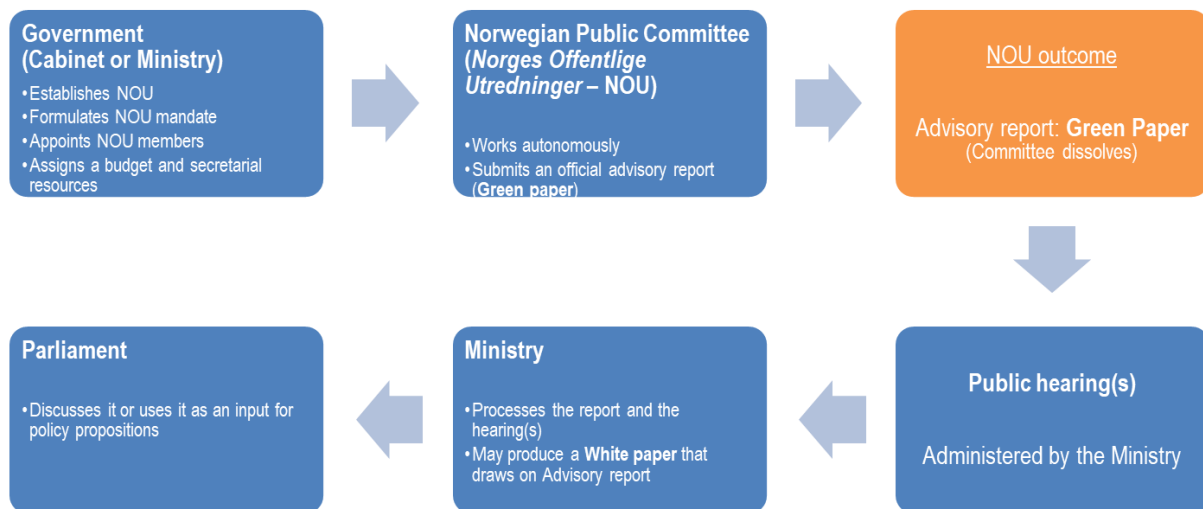 Government
(Cabinet or Ministry)
•Establishes NOU
•Formulates NOU mandate
•Appoints NOU members
•Assigns a budget and secretarial
resources
Norwegian Public Committee
(Norges Offentlige
Utredninger – NOU)
•Works autonomously
•Submits an official advisory report
(Green paper)
NOU outcome
Advisory report: Green Paper
(Committee dissolves)
Public hearing(s)
Administered by the Ministry
Ministry
•Processes the report and the
hearing(s)
•May produce a White paper that
draws on Advisory report
Parliament
•Discusses it or uses it as an input for
policy propositions